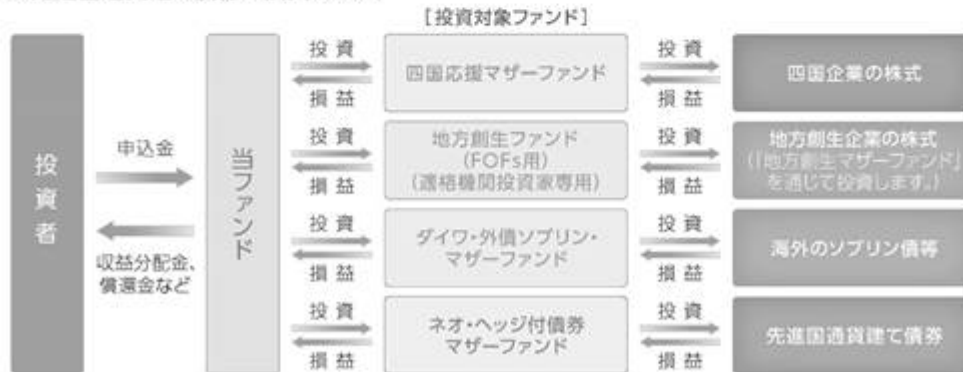 [投資対象ファンド]
投資者
申込金
収益分配金、
償還金など
当ファンド
投資
損益
四国応援マザーファンド
投資
損益
四国企業の株式
投資
損益
地方創生ファンド
(FOFs用)
(適格機関投資家専用)
投資
損益
地方創生企業の株式
(「地方創生マザーファンド」
を通じて投資します。)
投資
損益
ダイワ・外債ソブリン・
マザーファンド
投資
損益
海外のソブリン債等
投資
損益
ネオ・ヘッジ付債券
マザーファンド
投資
損益
先進国通貨建て債券